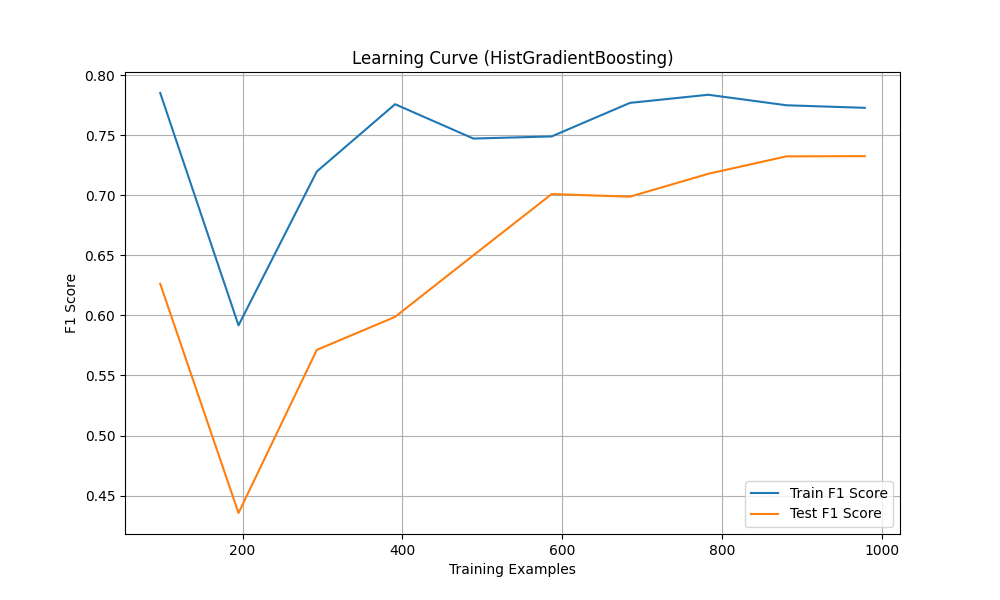 Learning Curve (HistGradientBoosting)
0.80
0.75
0.70
0.65
0.60
0.55
0.50
0.45
F1 Score
Train F1 Score
Test F1 Score
200 400 600 800 1000
Training Examples